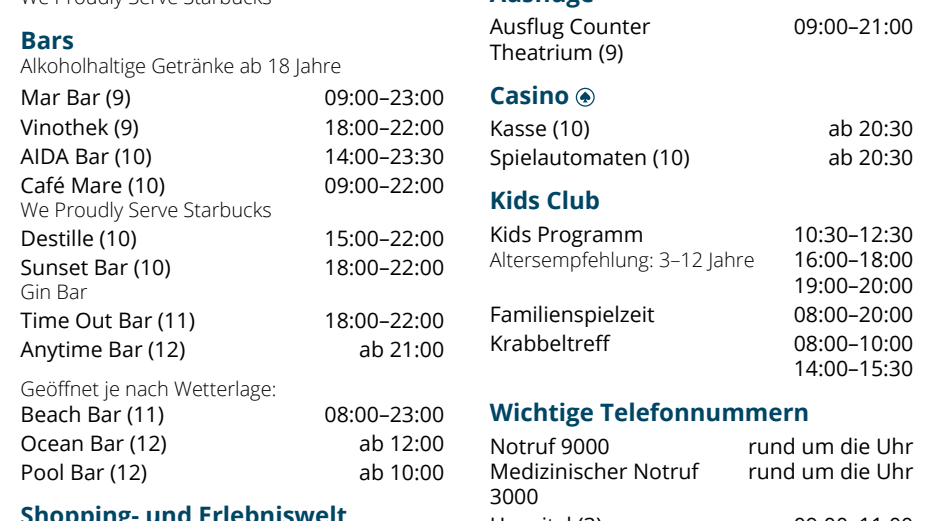 We Proudly Serve Starbucks
Bars
Alkoholhaltige Getränke ab 18 Jahre
Mar Bar (9) 09:00–23:00
Vinothek (9) 18:00–22:00
AIDA Bar (10) 14:00–23:30
Café Mare (10) 09:00–22:00
We Proudly Serve Starbucks
Destille (10) 15:00–22:00
Sunset Bar (10) 18:00–22:00
Gin Bar
Time Out Bar (11) 18:00–22:00
Anytime Bar (12) ab 21:00
Geöffnet je nach Wetterlage:
Beach Bar (11) 08:00–23:00
Ocean Bar (12) ab 12:00
Pool Bar (12) ab 10:00
Shopping- und Erlebniswelt
Ausflüge
Ausflug Counter 09:00–21:00
Theatrium (9)
Casino
Kasse (10) ab 20:30
Spielautomaten (10) ab 20:30
Kids Club
Kids Programm 10:30–12:30
Altersempfehlung: 3–12 Jahre 16:00–18:00
19:00–20:00
Familienspielzeit 08:00–20:00
Krabbeltreff 08:00–10:00
14:00–15:30
Wichtige Telefonnummern
Notruf 9000 rund um die Uhr
Medizinischer Notruf rund um die Uhr
3000